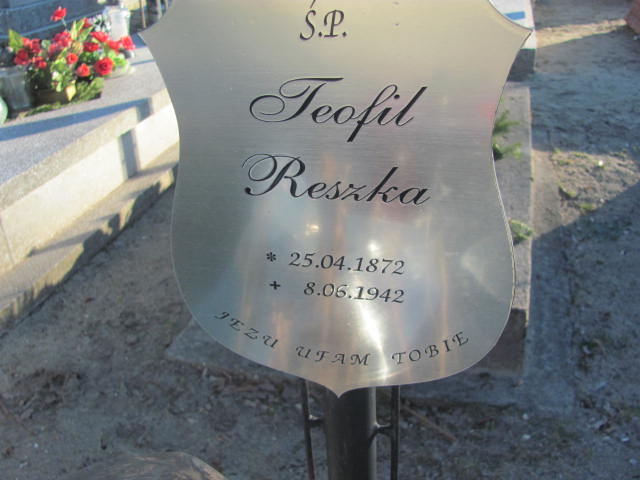 Ś.P.
Teofil
Reszka
* 25.04.1872
+ 8.06.1942
JEZU UFAM TOBIE